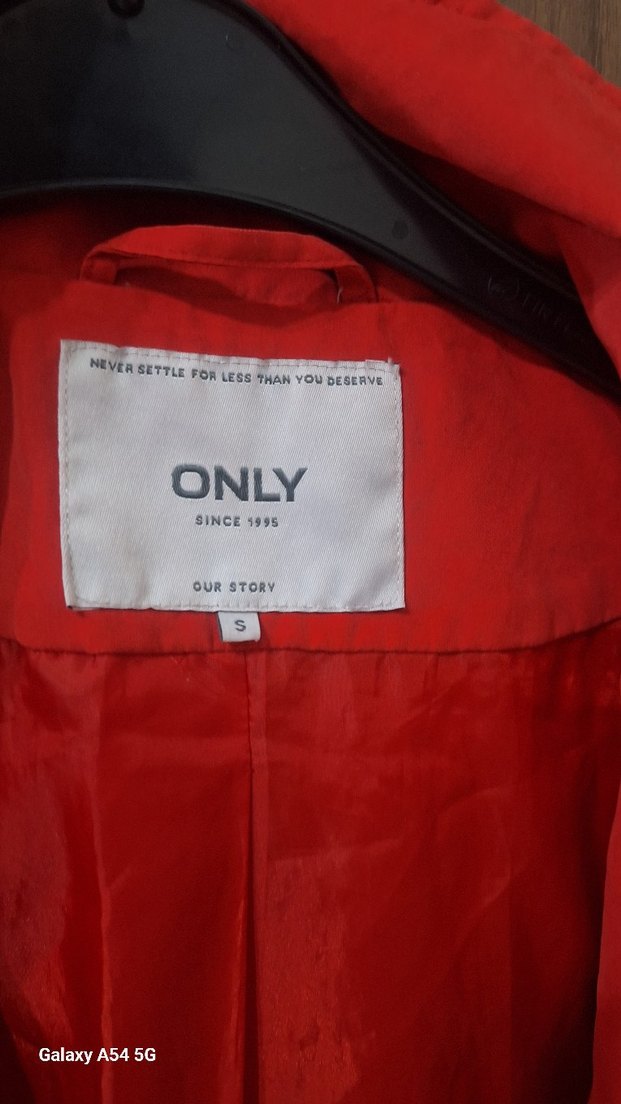 NEVER SETTLE FOR LESS THAN YOU DESERVE
ONLY
SINCE 1995
OUR STORY
S
Galaxy A54 5G